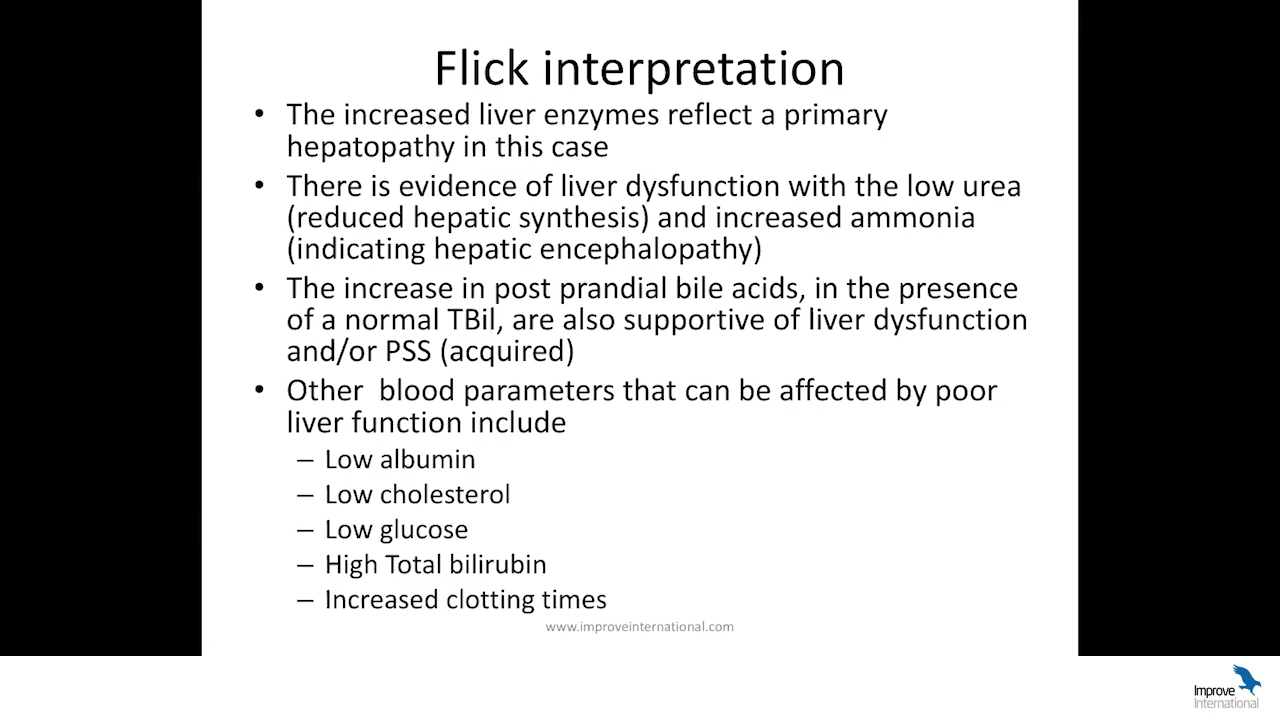 Flick interpretation
• The increased liver enzymes reflect a primary
hepatopathy in this case
• There is evidence of liver dysfunction with the low urea
(reduced hepatic synthesis) and increased ammonia
(indicating hepatic encephalopathy)
• The increase in post prandial bile acids, in the presence
of a normal TBil, are also supportive of liver dysfunction
and/or PSS (acquired)
• Other  blood parameters that can be affected by poor
liver function include
– Low albumin
– Low cholesterol
– Low glucose
– High Total bilirubin
– Increased clotting times
www.improveinternational.com
Improve
International